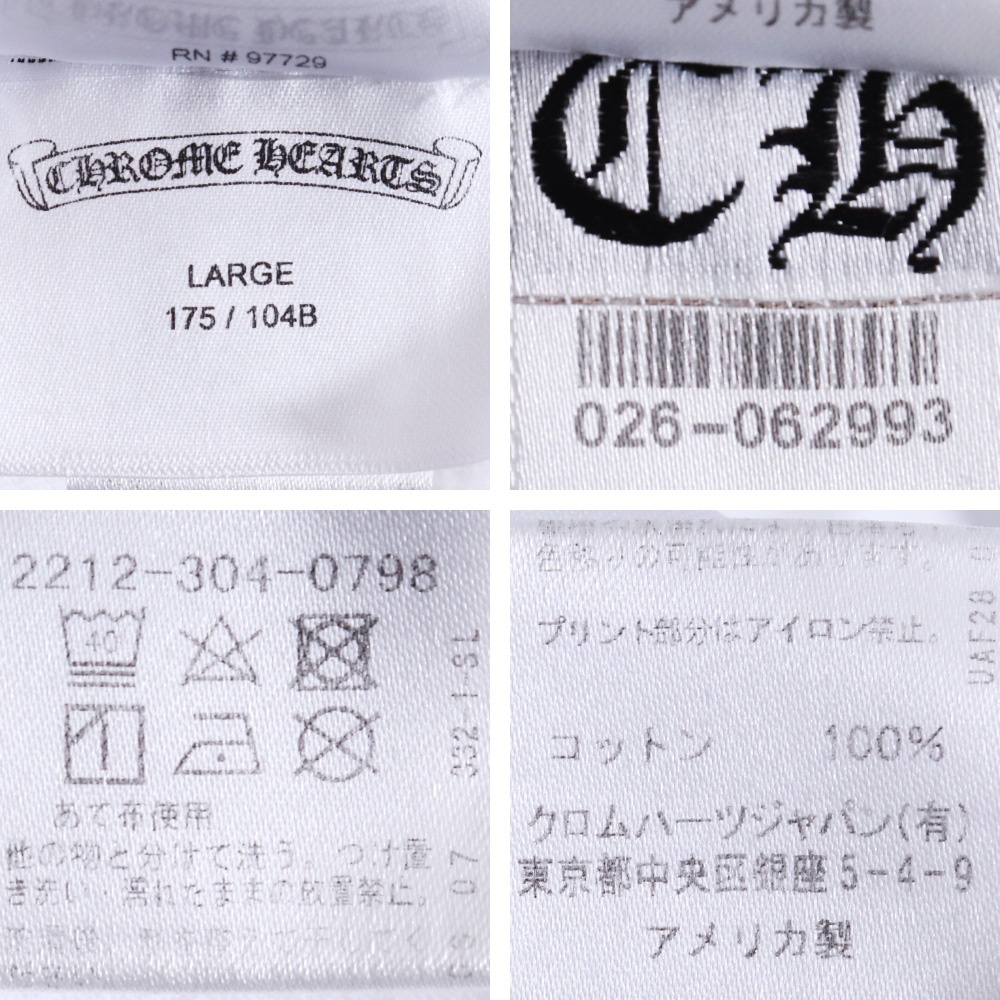 RN # 97729
CHROME HEARTS
LARGE
175 / 104B
アメリカ製
CH
026-062993
2212-304-0798
40
あて布使用
他の物と分けて洗う。つけ置
き洗い、濡れたままの放置禁止。
色移りの可能性があります。
プリント部分はアイロン禁止。
コットン 100%
クロムハーツジャパン(有)
東京都中央区銀座5-4-9
アメリカ製
UAF28